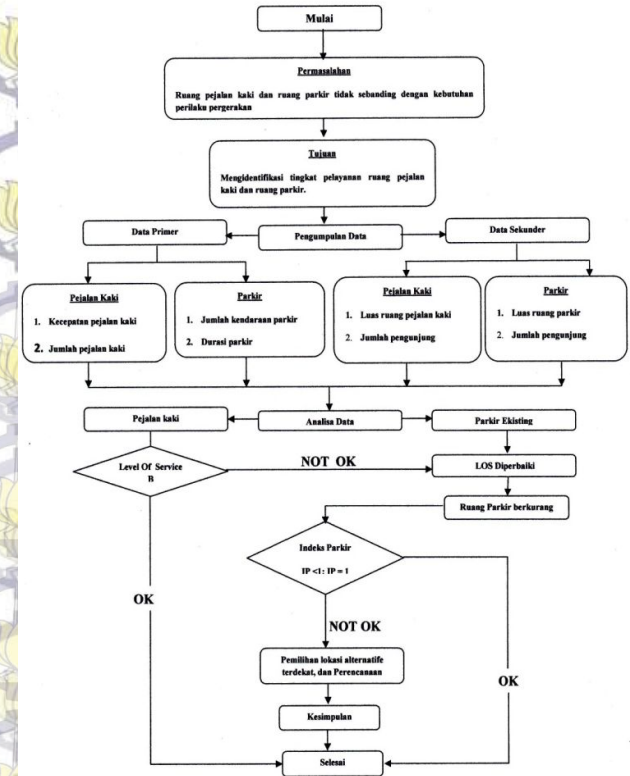 Mulai
Permasalahan
Ruang pejalan kaki dan ruang parkir tidak sebanding dengan kebutuhan
perilaku pergerakan
Tujuan
Mengidentifikasi tingkat pelayanan ruang pejalan
kaki dan ruang parkir.
Data Primer
Pengumpulan Data
Data Sekunder
Pejalan Kaki
1. Kecepatan pejalan kaki
2. Jumlah pejalan kaki
Parkir
1. Jumlah kendaraan parkir
2. Durasi parkir
Pejalan Kaki
1. Luas ruang pejalan kaki
2. Jumlah pengunjung
Parkir
1. Luas ruang parkir
2. Jumlah pengunjung
Pejalan kaki
Analisa Data
Parkir Ekisting
Level Of Service
B
NOT OK
LOS Diperbaiki
Ruang Parkir berkurang
Indeks Parkir
IP <1: IP = 1
OK
NOT OK
Pemilihan lokasi alternatife
terdekat, dan Perencanaan
OK
Kesimpulan
Selesai